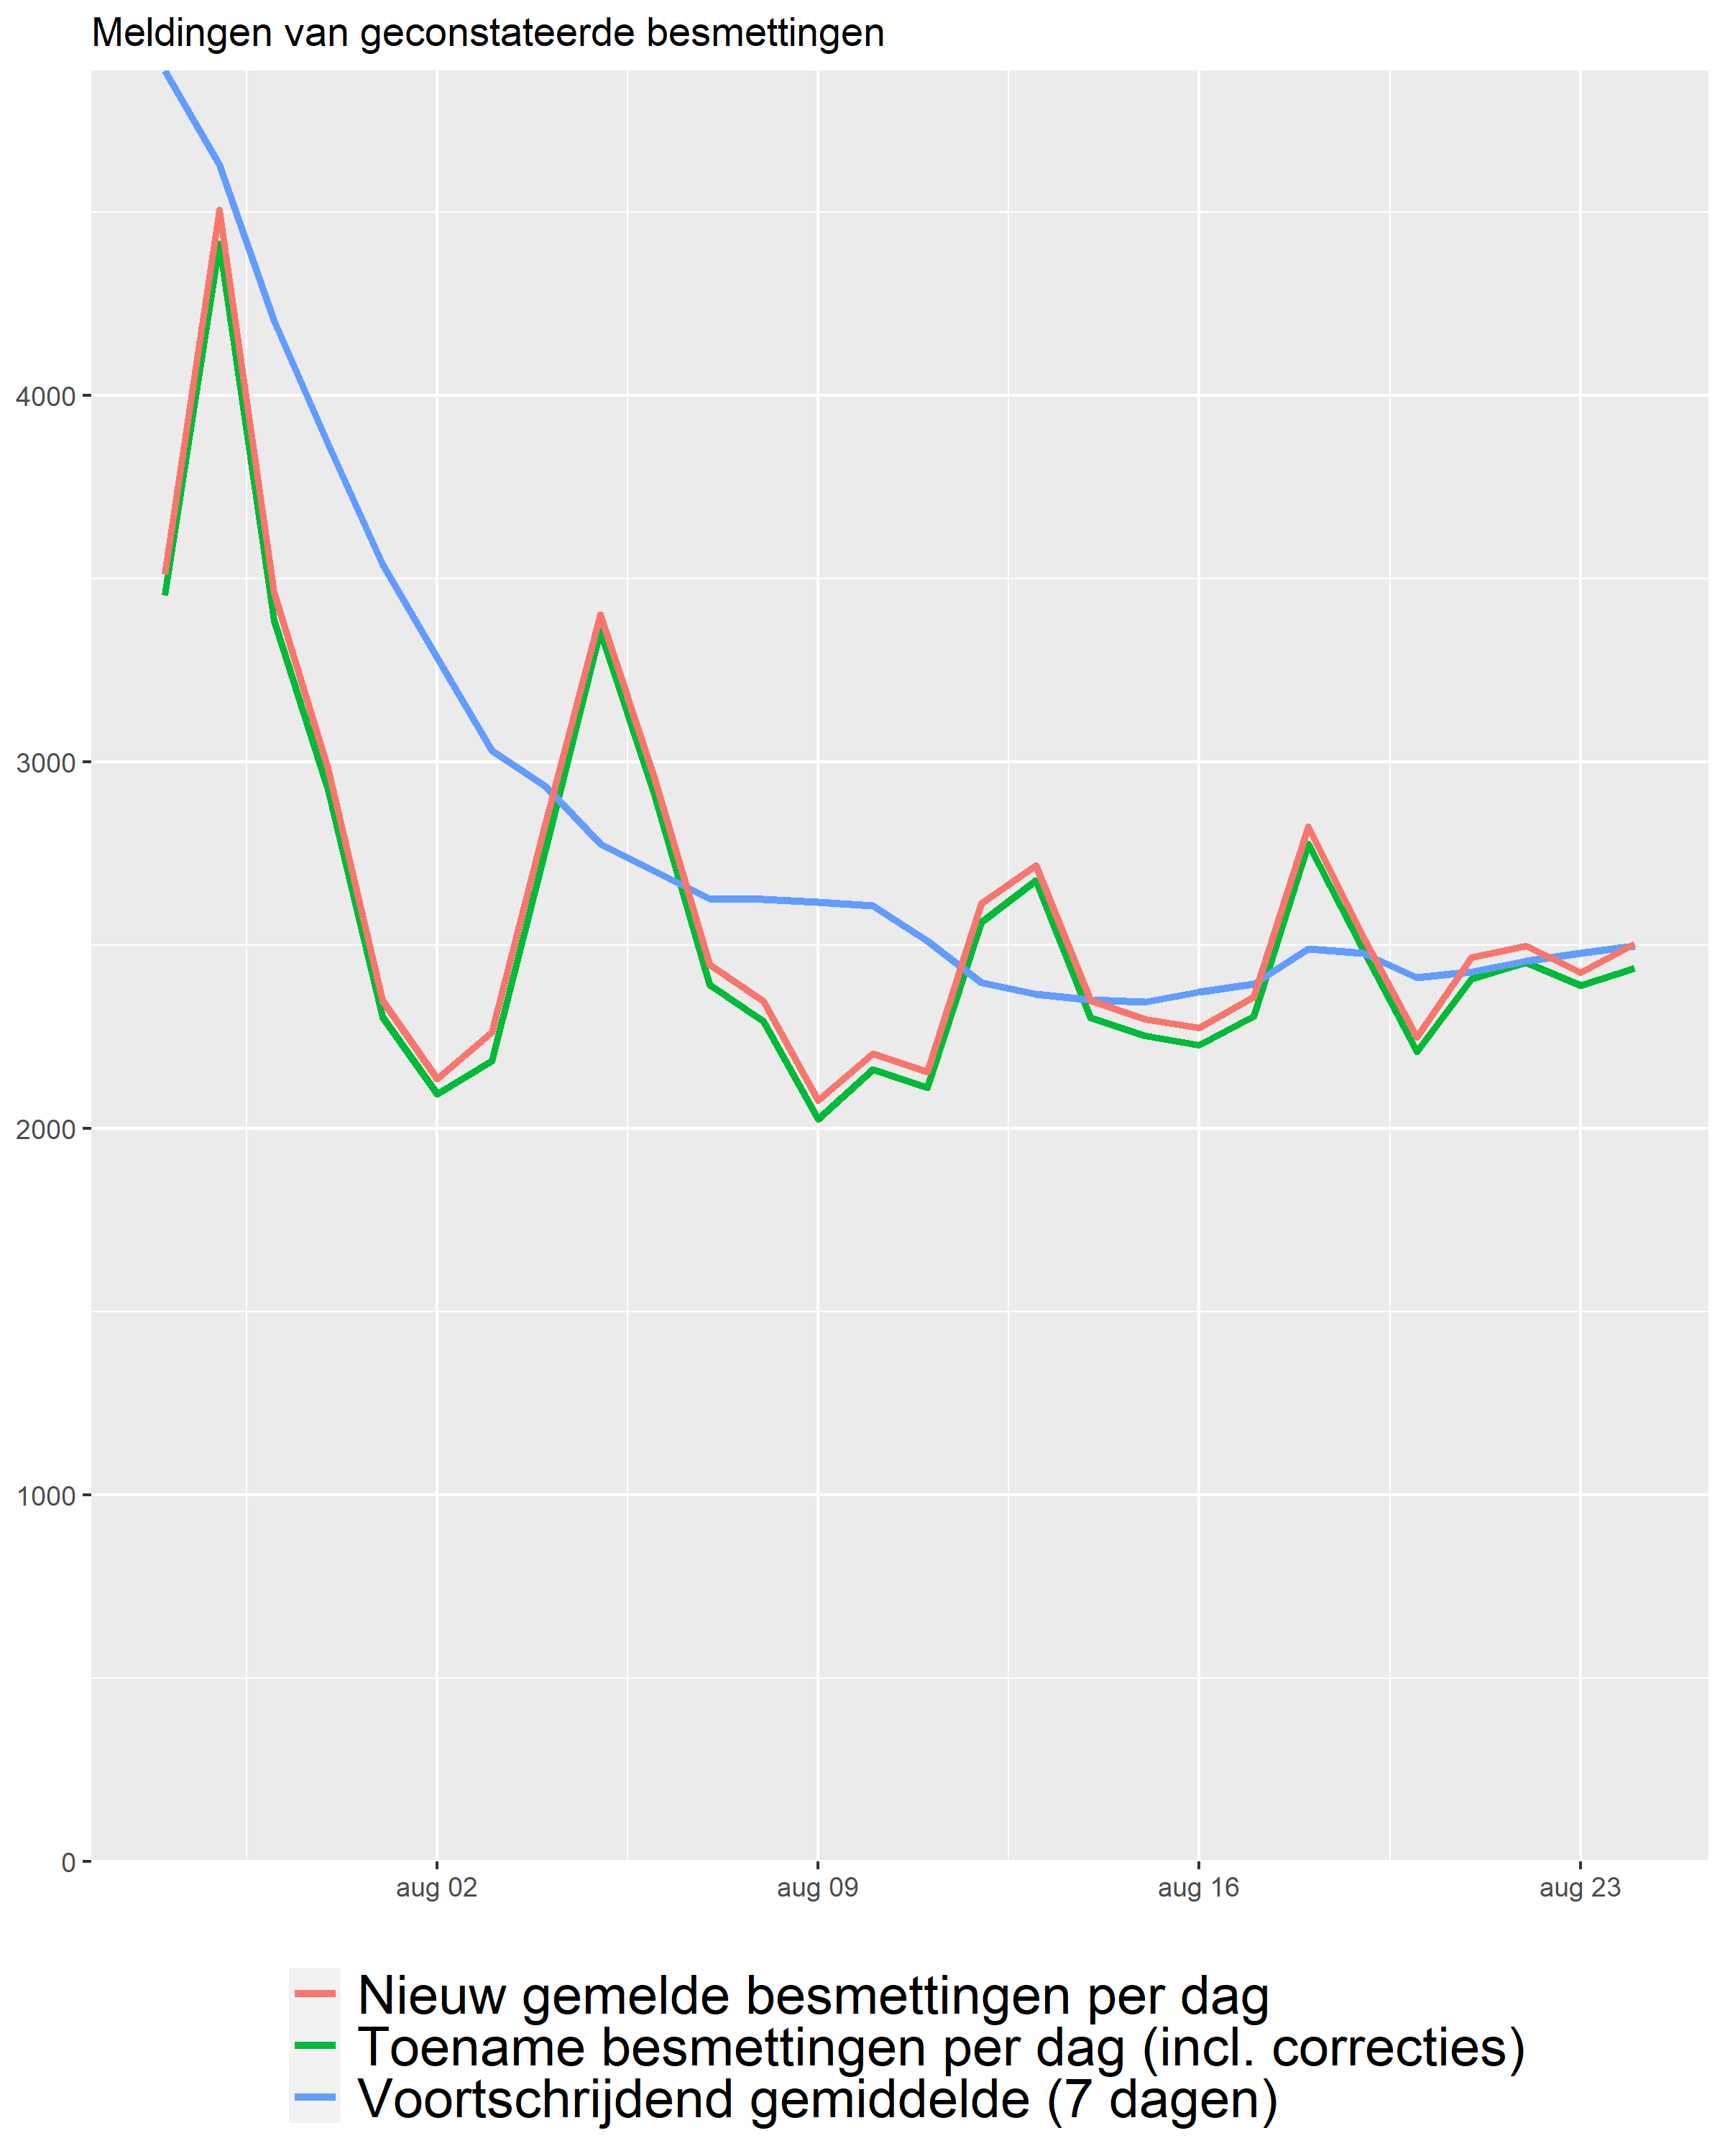 Meldingen van geconstateerde besmettingen
4000
3000
2000
1000
0
aug 02 aug 09 aug 16 aug 23
Nieuw gemelde besmettingen per dag
Toename besmettingen per dag (incl. correcties)
Voortschrijdend gemiddelde (7 dagen)